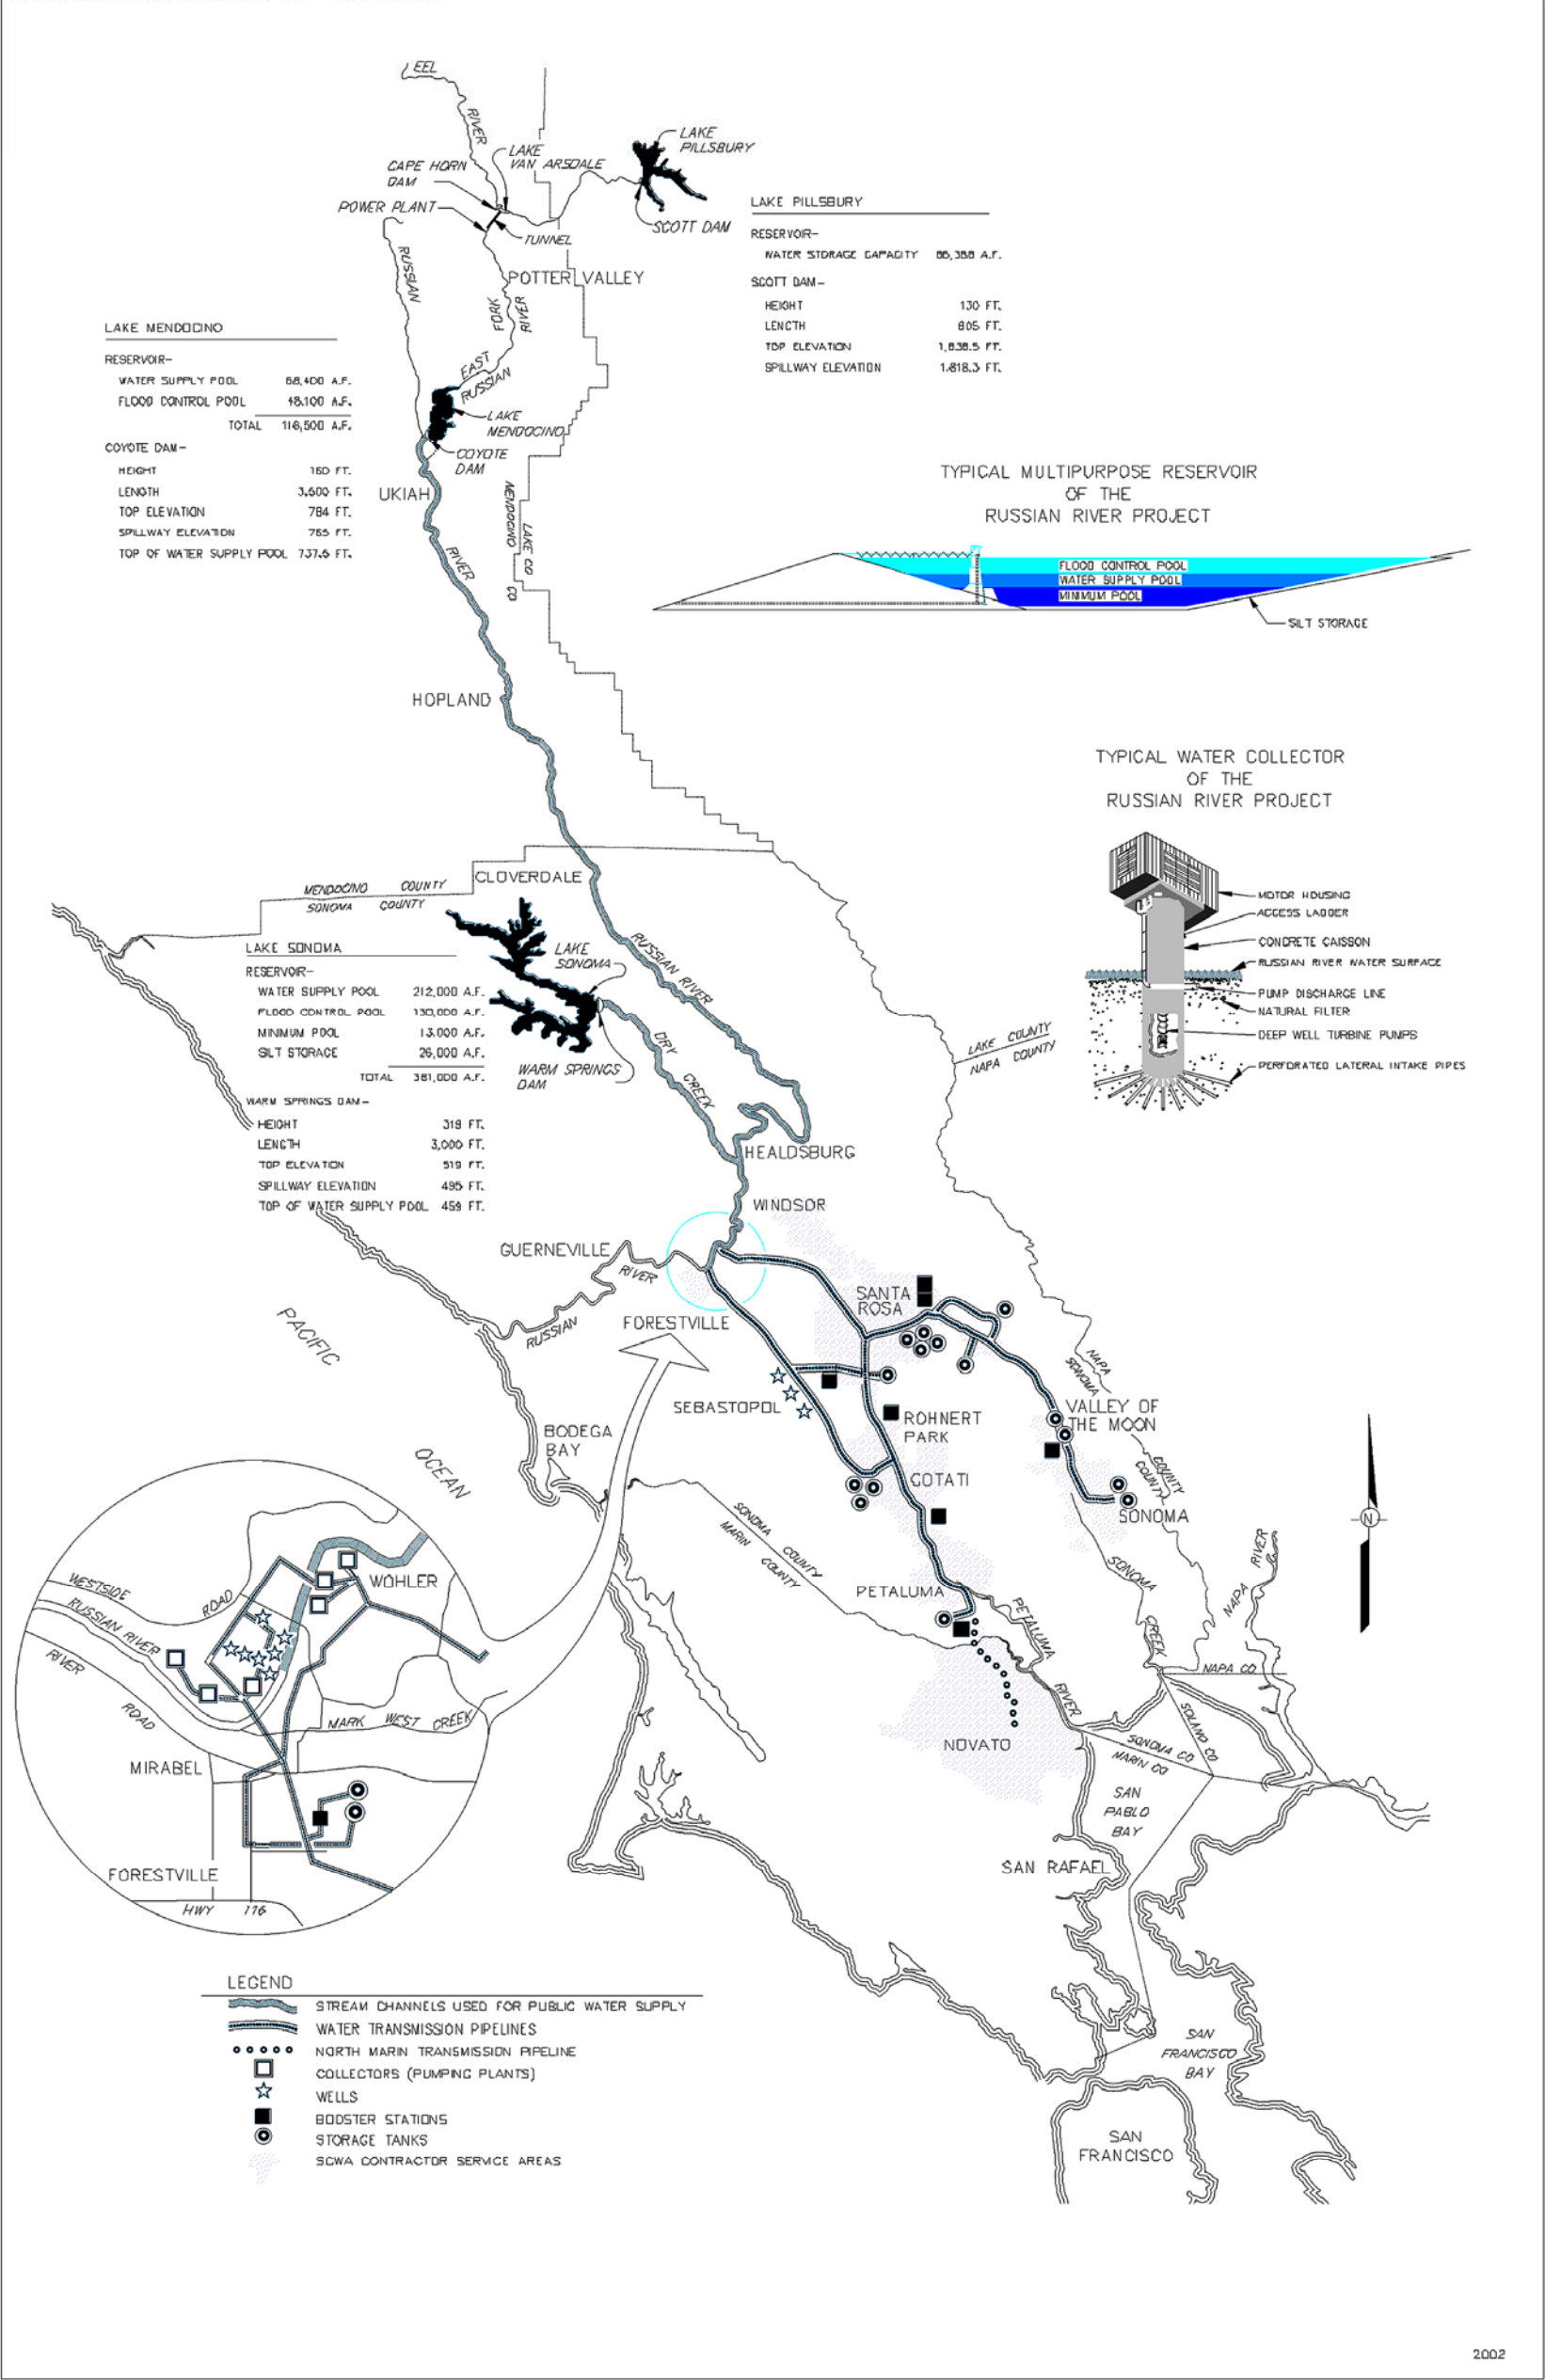 EEL
RIVER
LAKE
PILLSBURY
LAKE
VAN ARSDALE
CAPE HORN
DAM
POWER PLANT
SCOTT DAM
TUNNEL
RUSSIAN
POTTER VALLEY
FORK
RIVER
EAST
RUSSIAN
LAKE
MENDOCINO
COYOTE
DAM
UKIAH
RIVER
MENDOCINO CO
LAKE CO
HOPLAND
LAKE PILLSBURY
RESERVOIR-
WATER STORAGE CAPACITY
SCOTT DAM-
HEIGHT 130 FT.
LENGTH 805 FT.
TOP ELEVATION 1,838.5 FT.
SPILLWAY ELEVATION 1,818.3 FT.
LAKE MENDOCINO
RESERVOIR-
WATER SUPPLY POOL 68,400 A.F.
FLOOD CONTROL POOL 48,100 A.F.
TOTAL 116,500 A.F.
COYOTE DAM-
HEIGHT 160 FT.
LENGTH 3,500 FT.
TOP ELEVATION 784 FT.
SPILLWAY ELEVATION 765 FT.
TOP OF WATER SUPPLY POOL 737.5 FT.
TYPICAL MULTIPURPOSE RESERVOIR
OF THE
RUSSIAN RIVER PROJECT
FLOOD CONTROL POOL
WATER SUPPLY POOL
MINIMUM POOL
SILT STORAGE
TYPICAL WATER COLLECTOR
OF THE
RUSSIAN RIVER PROJECT
MOTOR HOUSING
ACCESS LADDER
CONCRETE CAISSON
RUSSIAN RIVER WATER SURFACE
PUMP DISCHARGE LINE
NATURAL FILTER
DEEP WELL TURBINE PUMPS
PERFORATED LATERAL INTAKE PIPES
CLOVERDALE
MENDOCINO COUNTY
SONOMA COUNTY
LAKE
SONOMA
RUSSIAN RIVER
DRY
CREEK
WARM SPRINGS
DAM
LAKE SONOMA
RESERVOIR-
WATER SUPPLY POOL 212,000 A.F.
FLOOD CONTROL POOL 130,000 A.F.
MINIMUM POOL 13,000 A.F.
SILT STORAGE 26,000 A.F.
TOTAL 381,000 A.F.
WARM SPRINGS DAM-
HEIGHT 319 FT.
LENGTH 3,000 FT.
TOP ELEVATION 519 FT.
SPILLWAY ELEVATION 495 FT.
TOP OF WATER SUPPLY POOL 459 FT.
LAKE COUNTY
NAPA COUNTY
HEALDSBURG
WINDSOR
GUERNEVILLE
RIVER
RUSSIAN
FORESTVILLE
SANTA
ROSA
NAPA
SONOMA
PACIFIC
OCEAN
SEBASTOPOL
ROHNERT
PARK
VALLEY OF
THE MOON
BODEGA
BAY
COTATI
COUNTY
COUNTY
SONOMA
SONOMA COUNTY
MARIN COUNTY
PETALUMA
PETALUMA
RIVER
SONOMA
CREEK
NAPA RIVER
NAPA CO
SOLANO CO
SONOMA CO
MARIN CO
NOVATO
SAN
PABLO
BAY
SAN RAFAEL
SAN
FRANCISCO
BAY
SAN
FRANCISCO
WOHLER
WESTSIDE
ROAD
RUSSIAN RIVER
RIVER
ROAD
MARK WEST CREEK
MIRABEL
FORESTVILLE
HWY 116
LEGEND
STREAM CHANNELS USED FOR PUBLIC WATER SUPPLY
WATER TRANSMISSION PIPELINES
NORTH MARIN TRANSMISSION PIPELINE
COLLECTORS (PUMPING PLANTS)
WELLS
BOOSTER STATIONS
STORAGE TANKS
SCWA CONTRACTOR SERVICE AREAS
N
2002